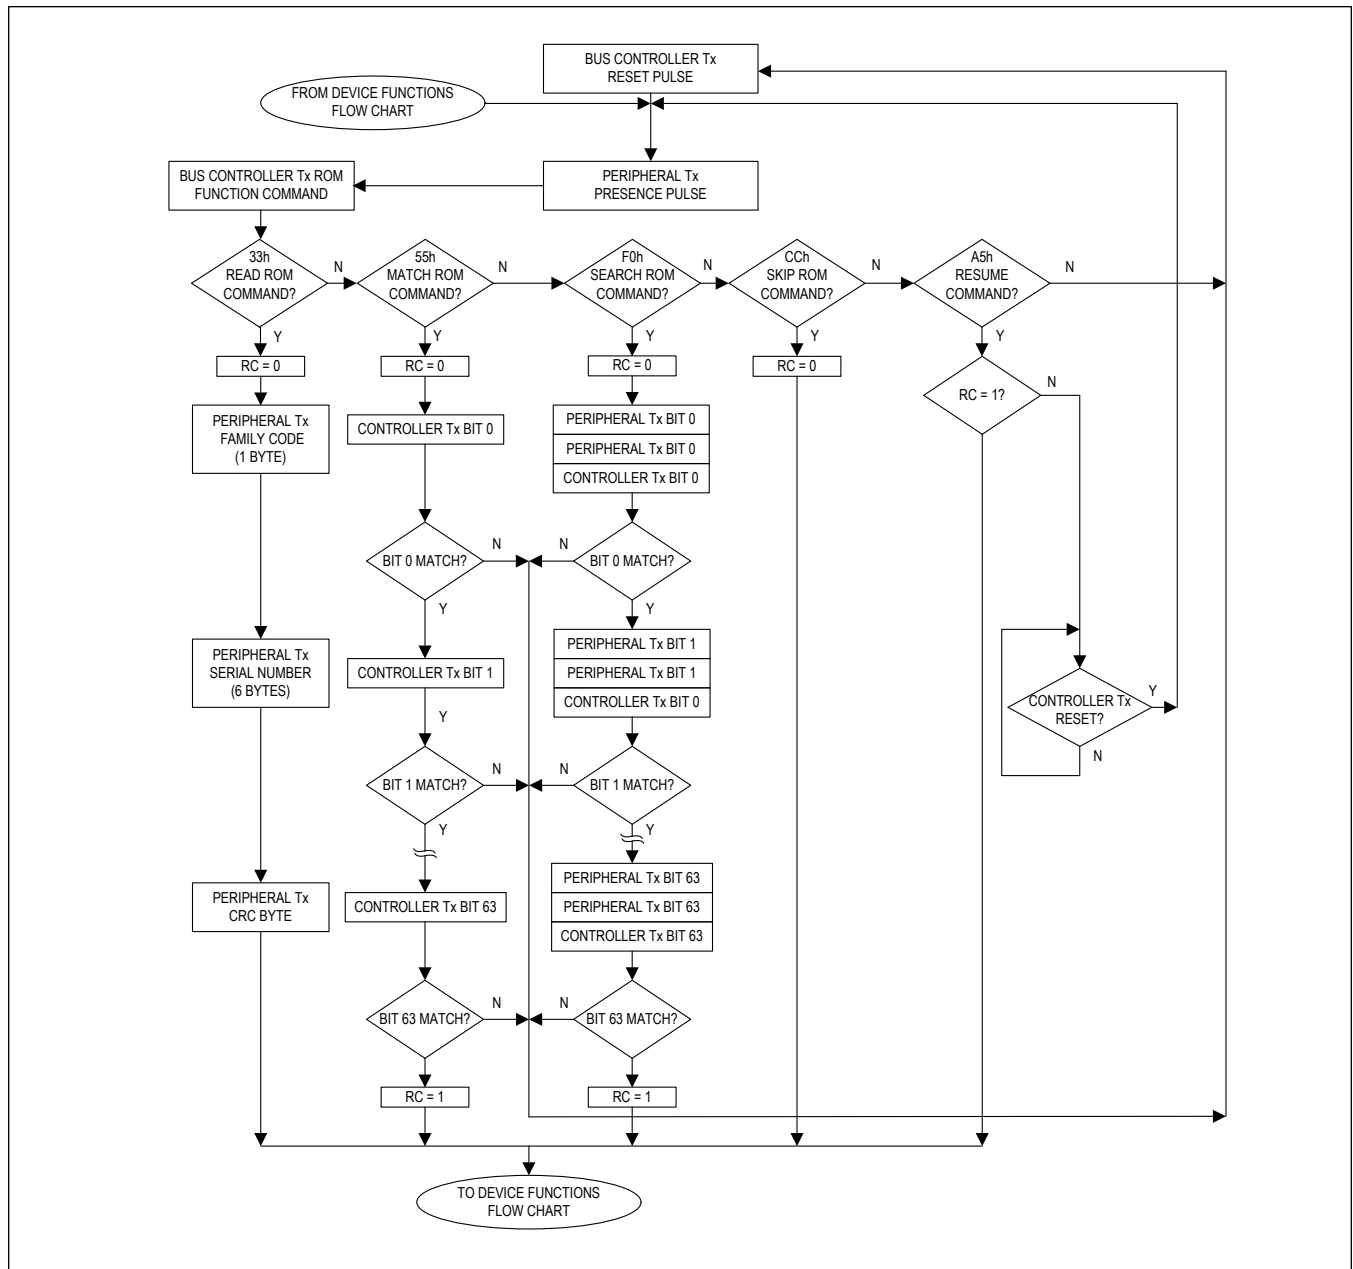 BUS CONTROLLER Tx
RESET PULSE
FROM DEVICE FUNCTIONS
FLOW CHART
BUS CONTROLLER Tx ROM
FUNCTION COMMAND
PERIPHERAL Tx
PRESENCE PULSE
33h
READ ROM
COMMAND?
N
Y
55h
MATCH ROM
COMMAND?
N
Y
F0h
SEARCH ROM
COMMAND?
N
Y
CCh
SKIP ROM
COMMAND?
N
Y
A5h
RESUME
COMMAND?
N
Y
RC = 0
RC = 0
RC = 0
RC = 0
RC = 1?
N
Y
PERIPHERAL Tx
FAMILY CODE
(1 BYTE)
CONTROLLER Tx BIT 0
PERIPHERAL Tx BIT 0
PERIPHERAL Tx BIT 0
CONTROLLER Tx BIT 0
BIT 0 MATCH?
N
Y
N
BIT 0 MATCH?
Y
PERIPHERAL Tx
SERIAL NUMBER
(6 BYTES)
CONTROLLER Tx BIT 1
Y
PERIPHERAL Tx BIT 1
PERIPHERAL Tx BIT 1
CONTROLLER Tx BIT 0
CONTROLLER Tx
RESET?
Y
N
BIT 1 MATCH?
N
Y
N
BIT 1 MATCH?
Y
PERIPHERAL Tx
CRC BYTE
CONTROLLER Tx BIT 63
PERIPHERAL Tx BIT 63
PERIPHERAL Tx BIT 63
CONTROLLER Tx BIT 63
BIT 63 MATCH?
N
Y
N
BIT 63 MATCH?
Y
RC = 1
RC = 1
TO DEVICE FUNCTIONS
FLOW CHART